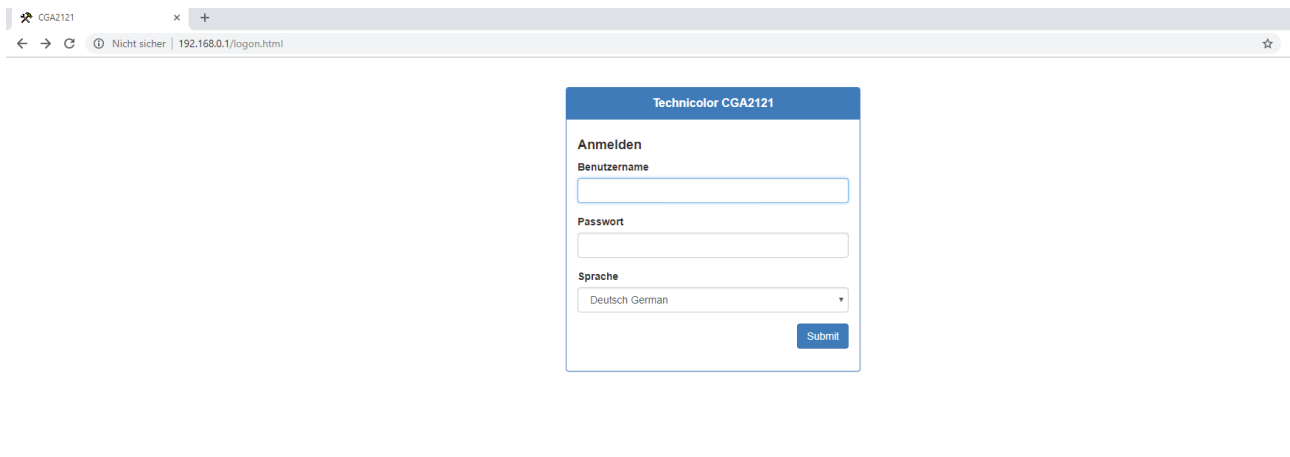 CGA2121
Nicht sicher | 192.168.0.1/logon.html
Technicolor CGA2121
Anmelden
Benutzername
Passwort
Sprache
Deutsch German
Submit